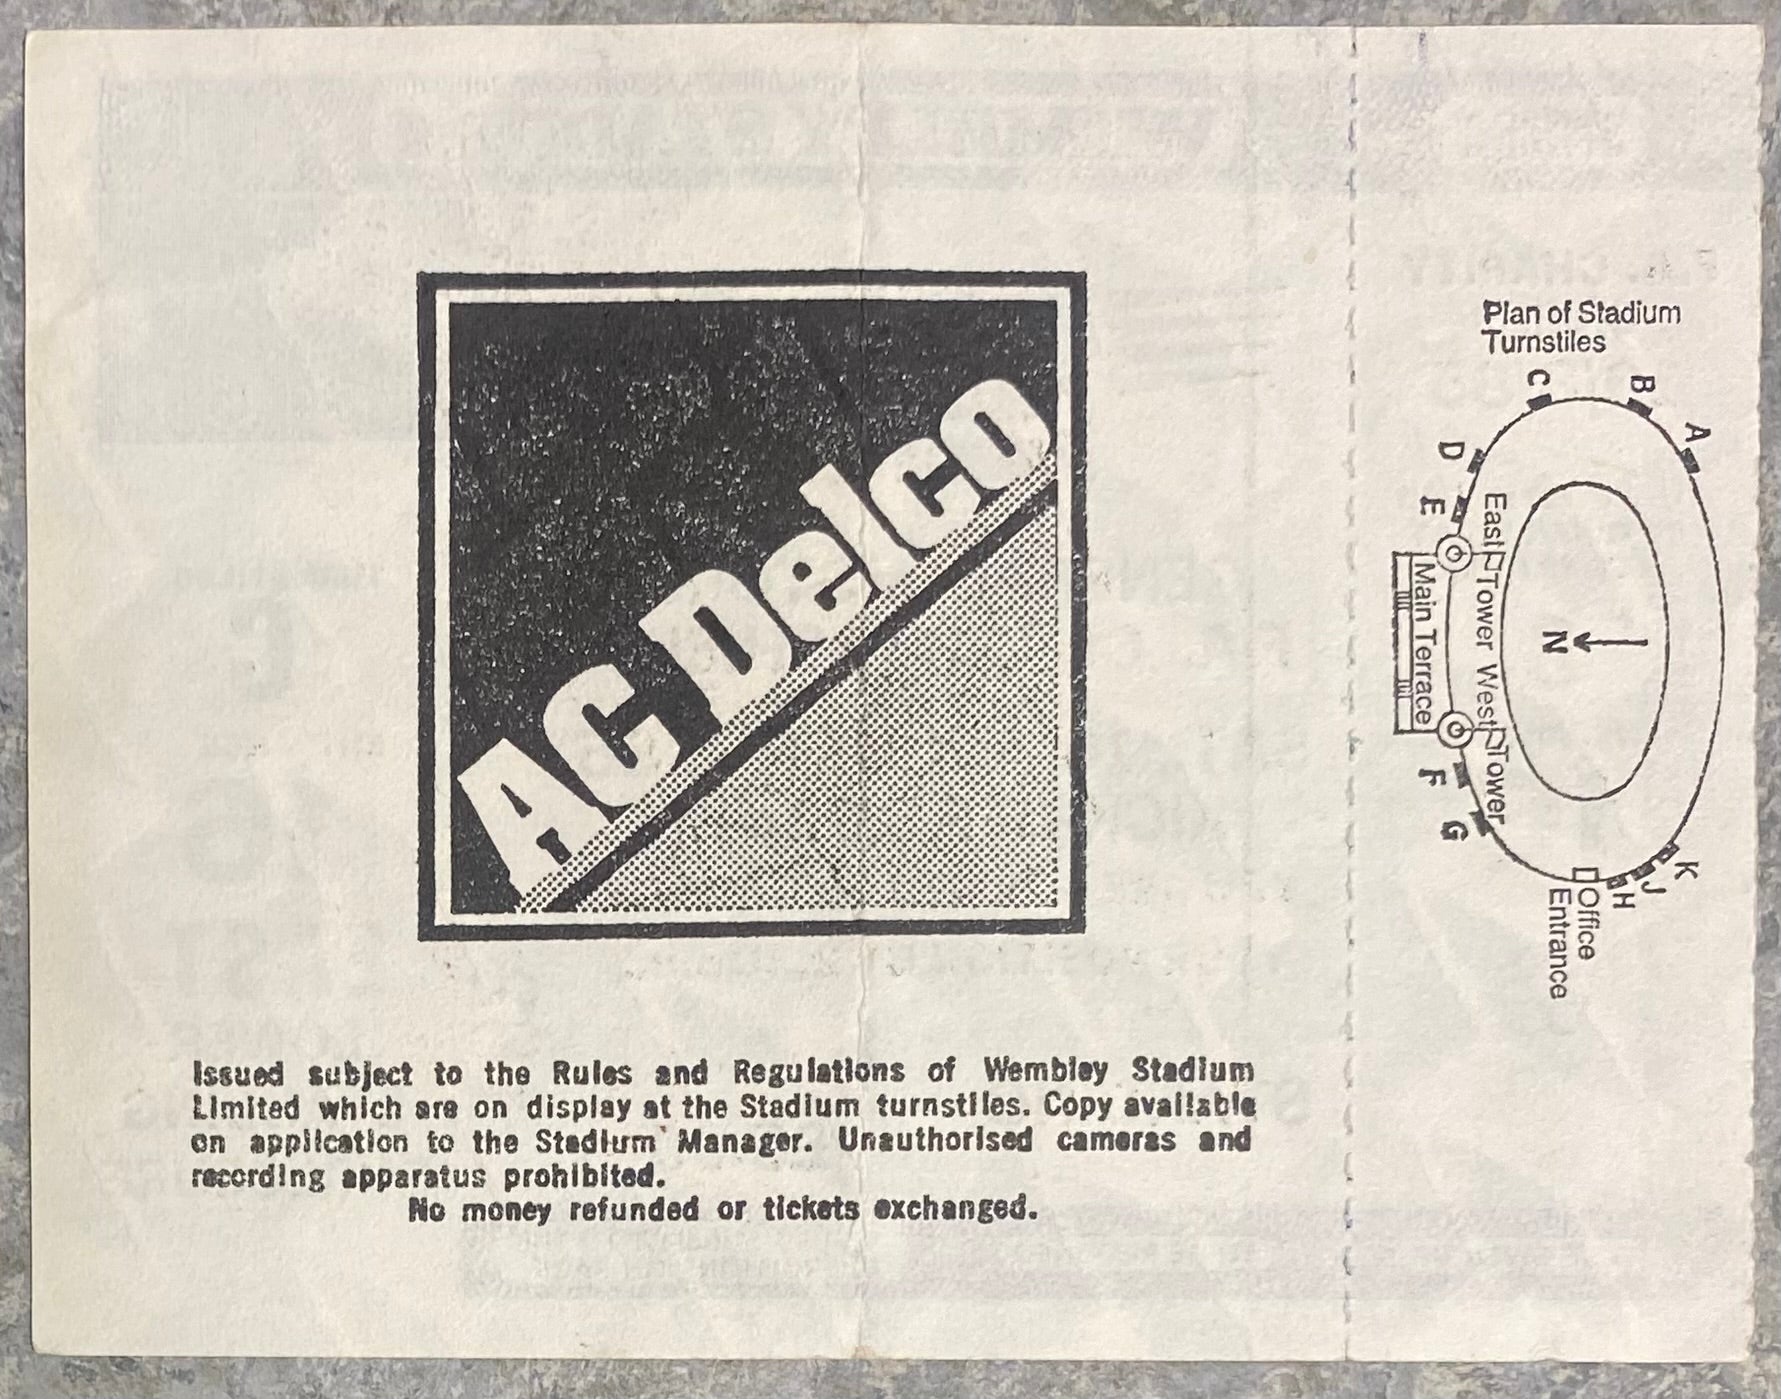 AC Delco
Issued subject to the Rules and Regulations of Wembley Stadium
Limited which are on display at the Stadium turnstiles. Copy available
on application to the Stadium Manager. Unauthorised cameras and
recording apparatus prohibited.
No money refunded or tickets exchanged.
Plan of Stadium
Turnstiles
A
B
C
D
E
East Tower
Main Terrace
West Tower
N
F
G
K
J
H
Office
Entrance